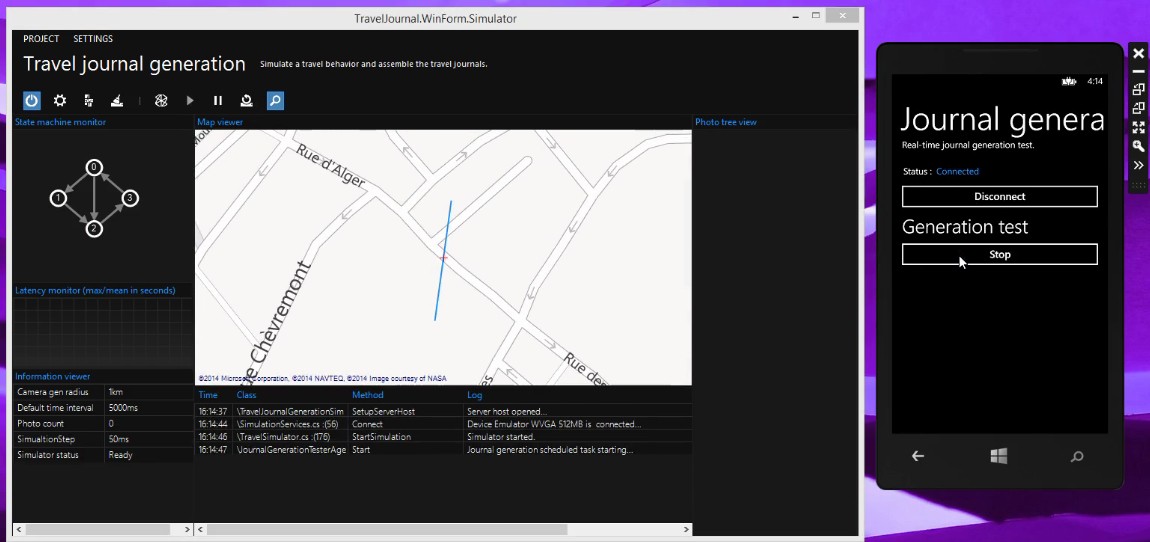 TravelJournal.WinForm.Simulator
PROJECT SETTINGS
Travel journal generation Simulate a travel behavior and assemble the travel journals.
State machine monitor
0
1
3
2
Latency monitor (max/mean in seconds)
Information viewer
Camera gen radius 1km
Default time interval 5000ms
Photo count 0
SimualtionStep 50ms
Simulator status Ready
Map viewer
Rue d'Alger
ue Chèvremont
Rue des
es
©2014 Microsoft Corporation, ©2014 NAVTEQ, ©2014 Image courtesy of NASA
Time Class Method Log
16:14:37 \TravelJournalGenerationSim SetupServerHost Server host opened...
16:14:44 \SimulationServices.cs :(56) Connect Device Emulator WVGA 512MB is connected...
16:14:46 \TravelSimulator.cs :(176) StartSimulation Simulator started.
16:14:47 \JournalGenerationTesterAge Start Journal generation scheduled task starting...
Photo tree view
4:14
Journal genera
Real-time journal generation test.
Status : Connected
Disconnect
Generation test
Stop